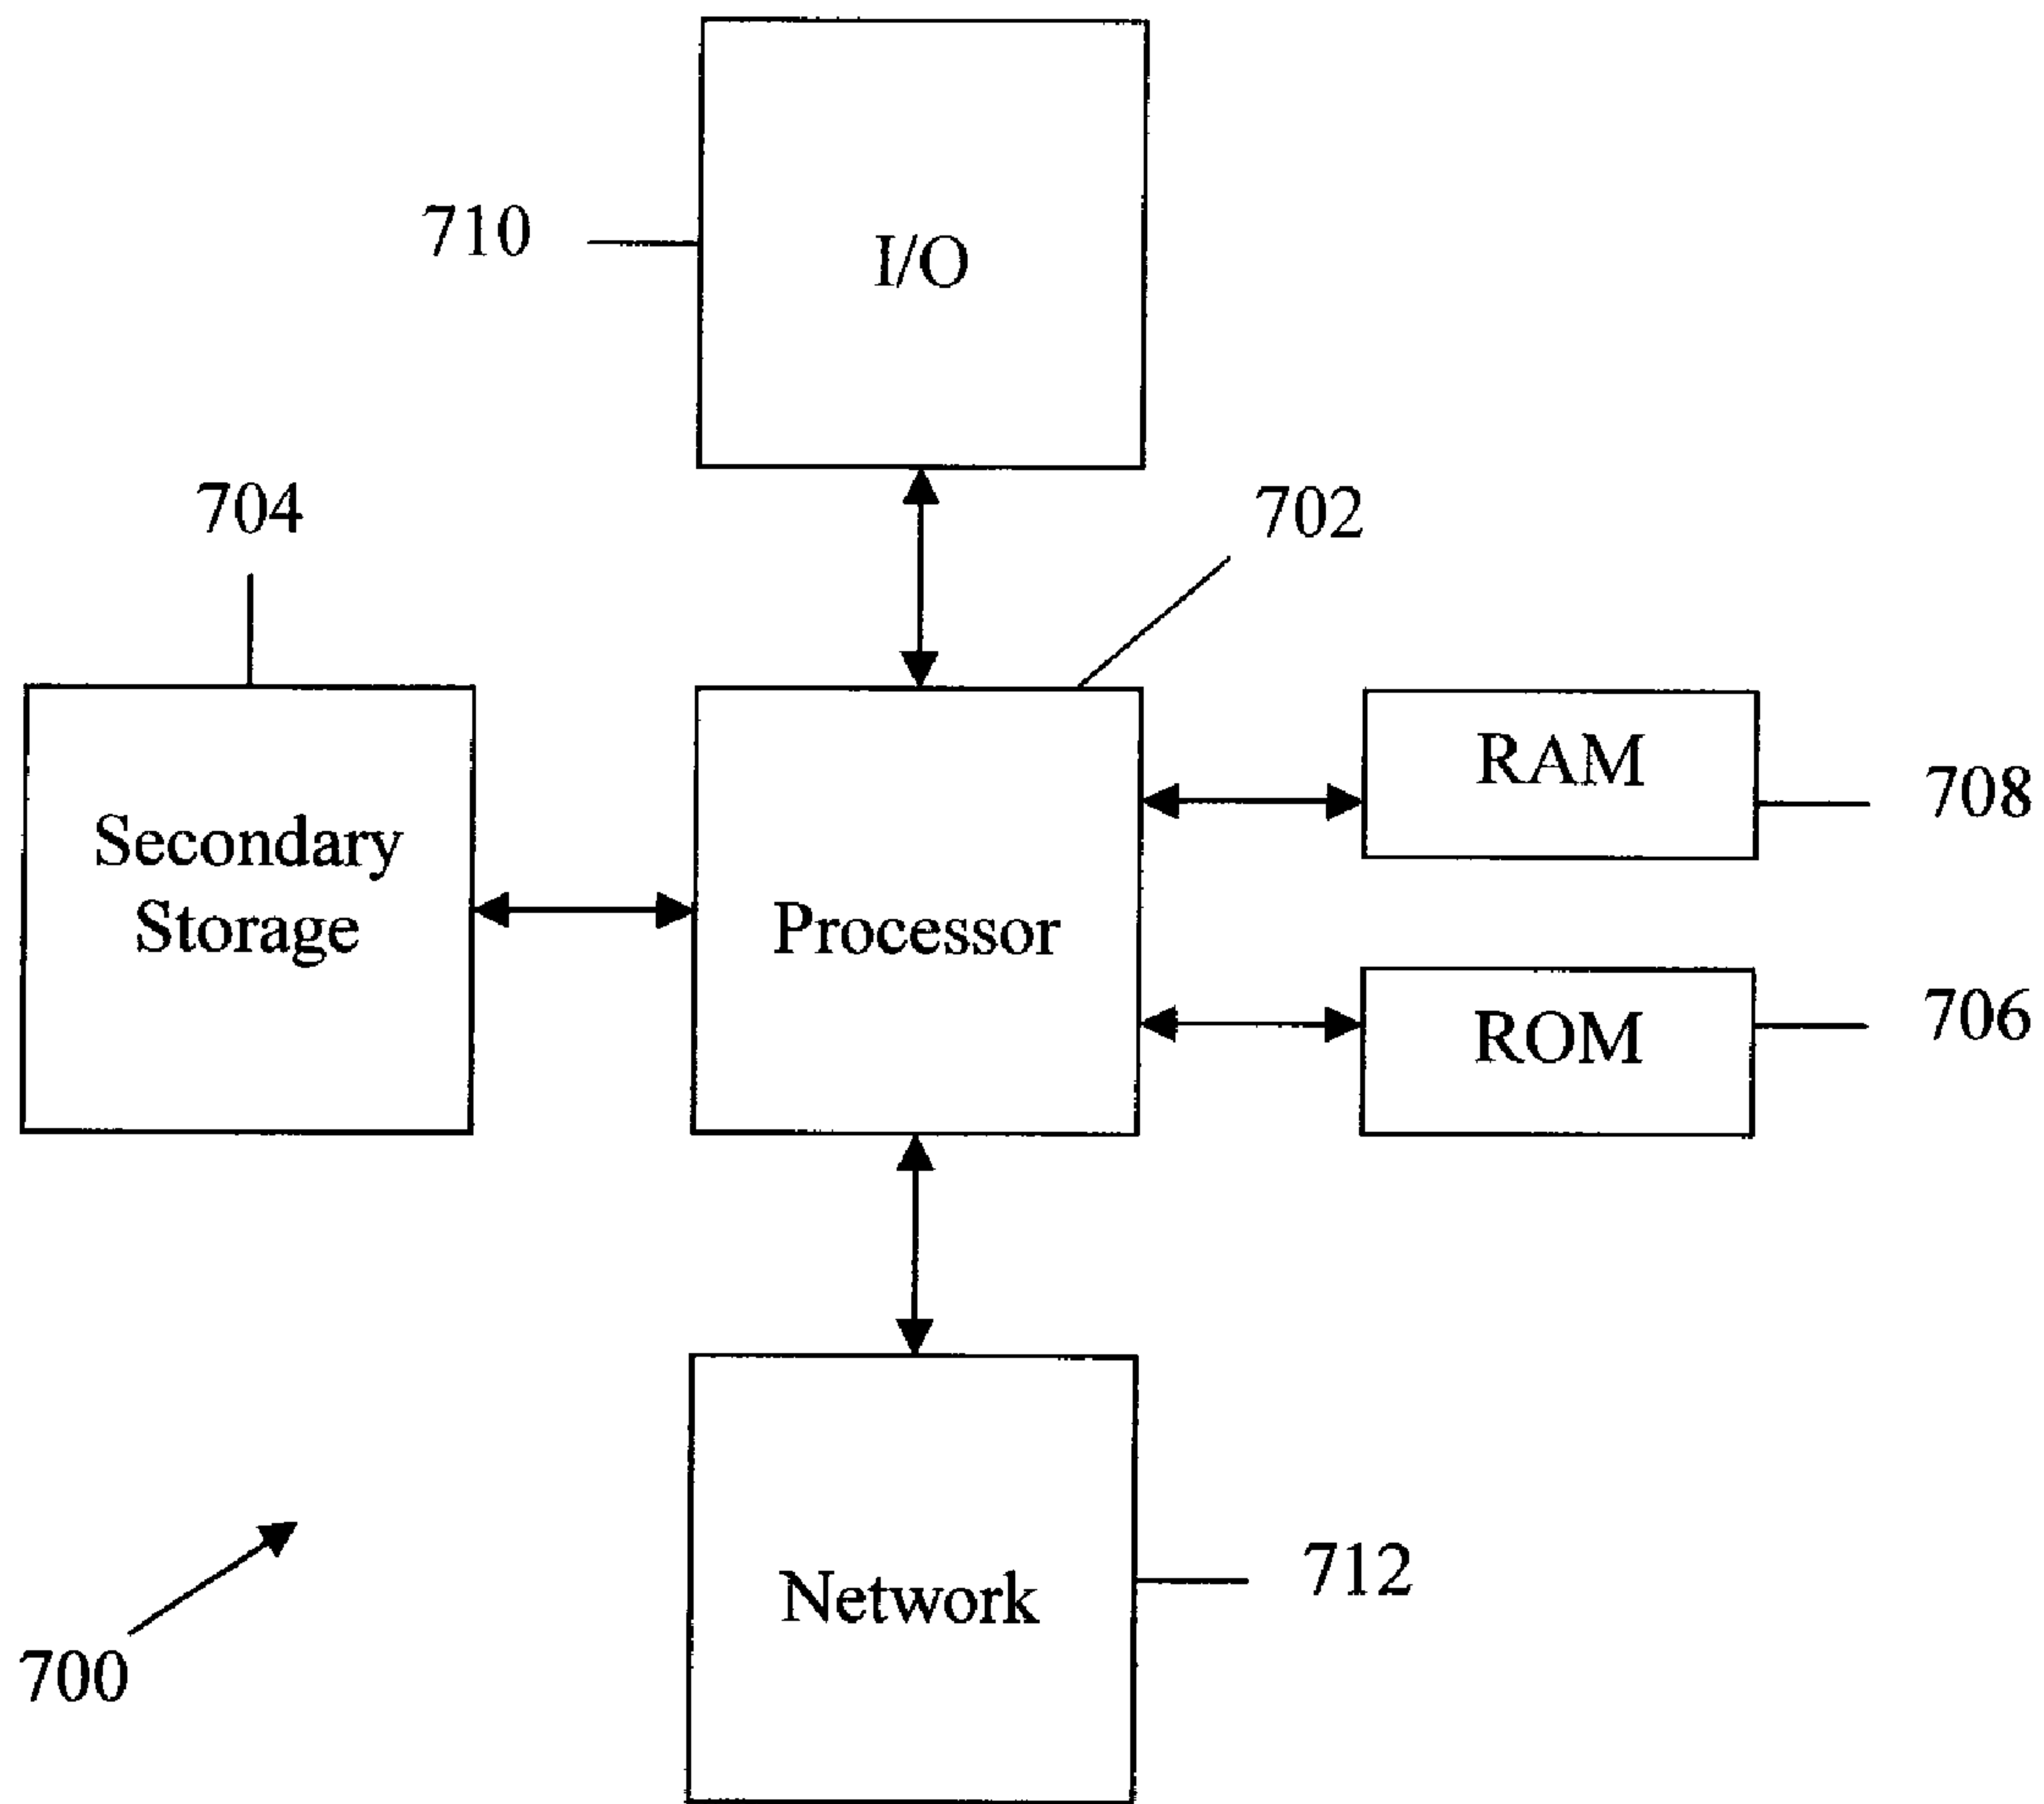 710
I/O
704
702
Secondary
Storage
Processor
RAM
708
ROM
706
Network
712
700